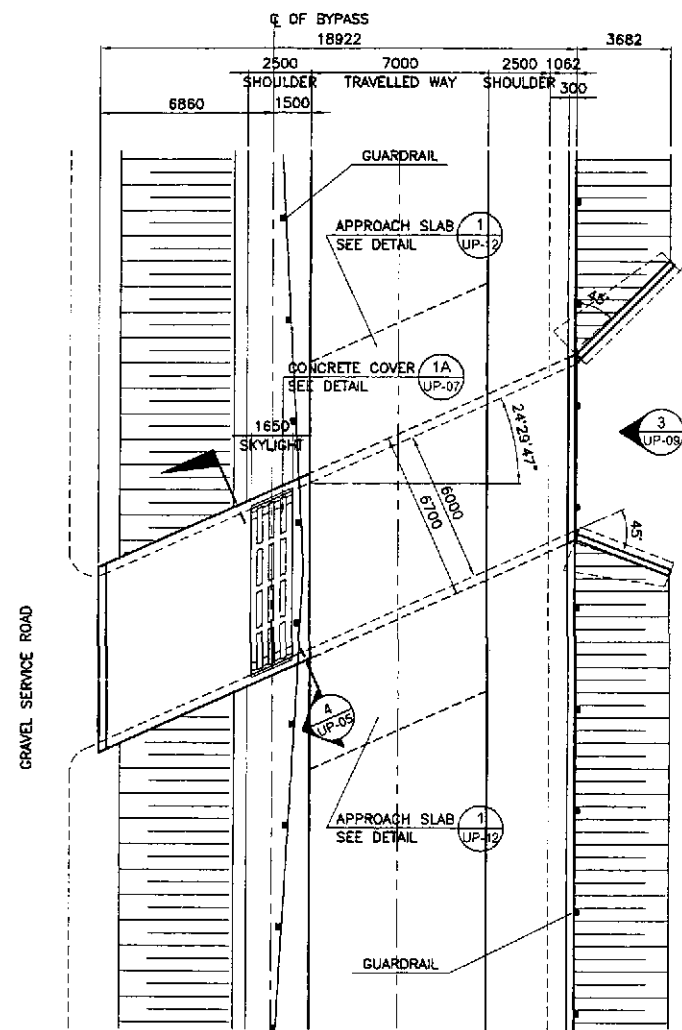 ℄ OF BYPASS
18922
3682
2500
7000
2500
1062
SHOULDER
TRAVELLED WAY
SHOULDER
300
6860
1500
GUARDRAIL
APPROACH SLAB
SEE DETAIL
1
UP-12
45°
CONCRETE COVER
SEE DETAIL
1A
UP-07
1650
SKYLIGHT
24°29'47"
3
UP-09
6000
6700
45°
GRAVEL SERVICE ROAD
4
UP-05
APPROACH SLAB
SEE DETAIL
1
UP-12
GUARDRAIL